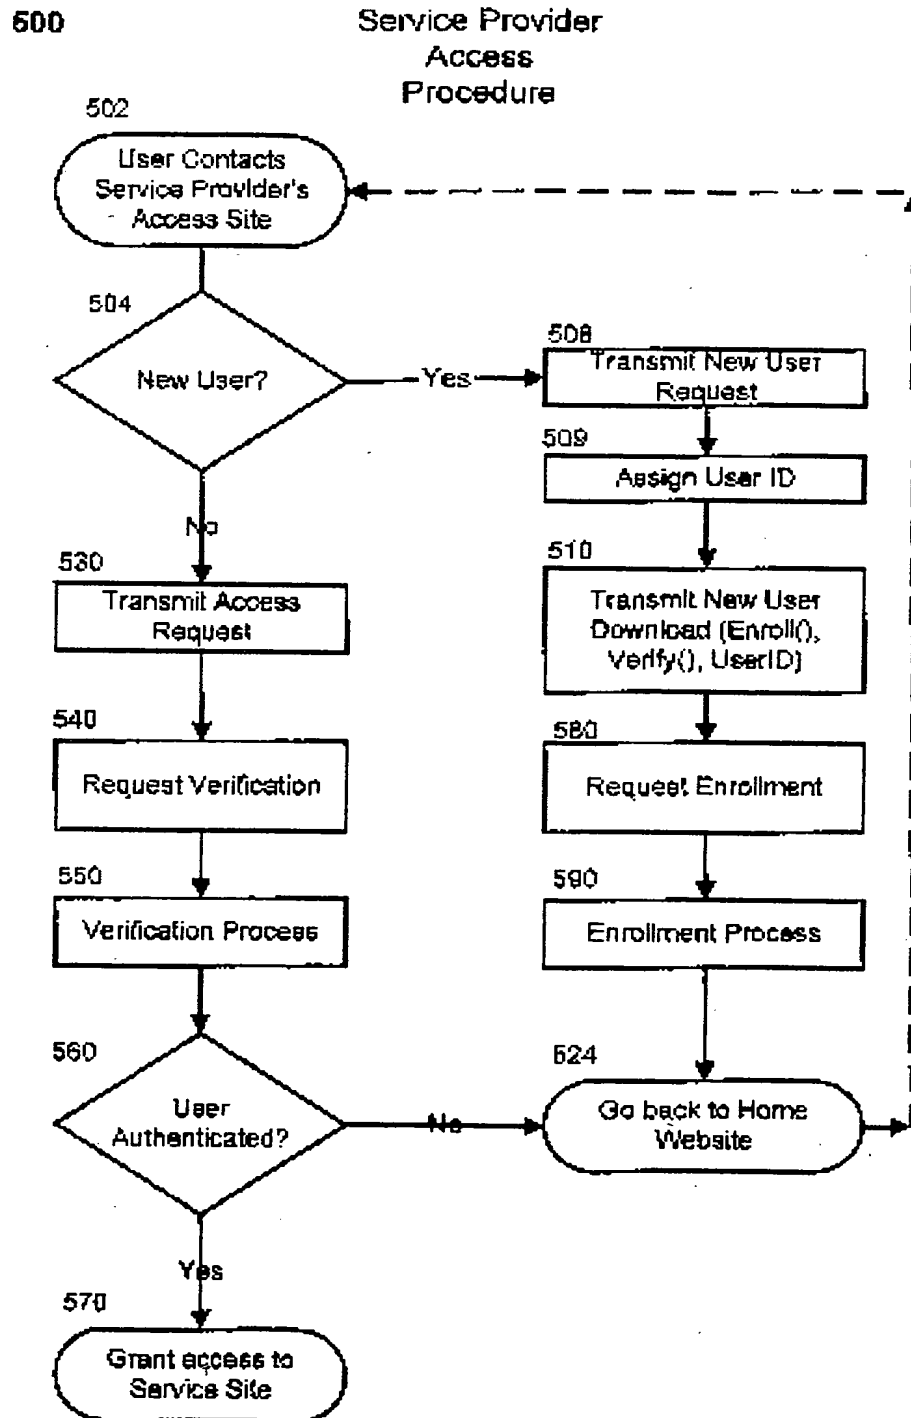 500
Service Provider
Access
Procedure
502
User Contacts
Service Provider's
Access Site
504
New User?
Yes
508
Transmit New User
Request
509
Assign User ID
No
530
Transmit Access
Request
510
Transmit New User
Download (Enroll(),
Verify(), UserID)
540
Request Verification
580
Request Enrollment
550
Verification Process
590
Enrollment Process
560
User
Authenticated?
No
524
Go back to Home
Website
Yes
570
Grant access to
Service Site